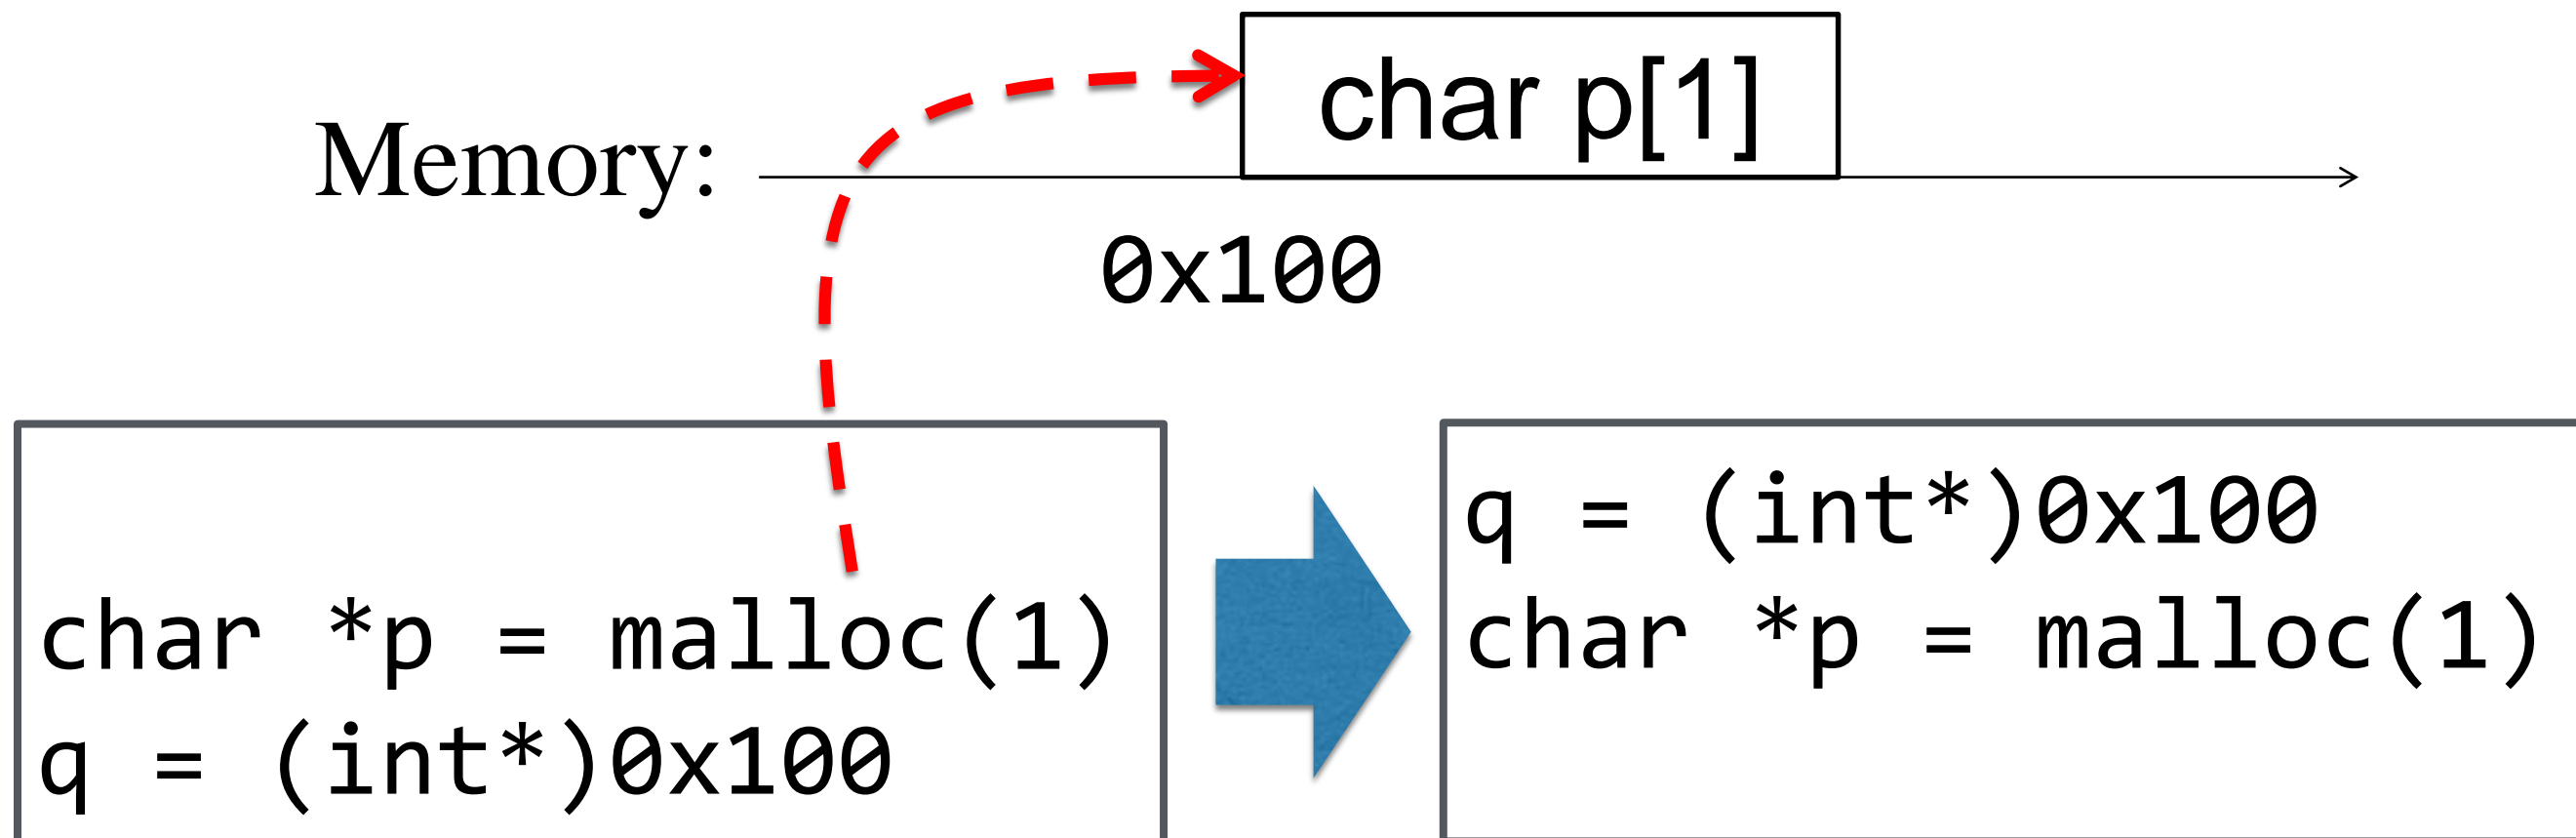 char p[1]
Memory:
0x100
char *p = malloc(1)
q = (int*)0x100
q = (int*)0x100
char *p = malloc(1)